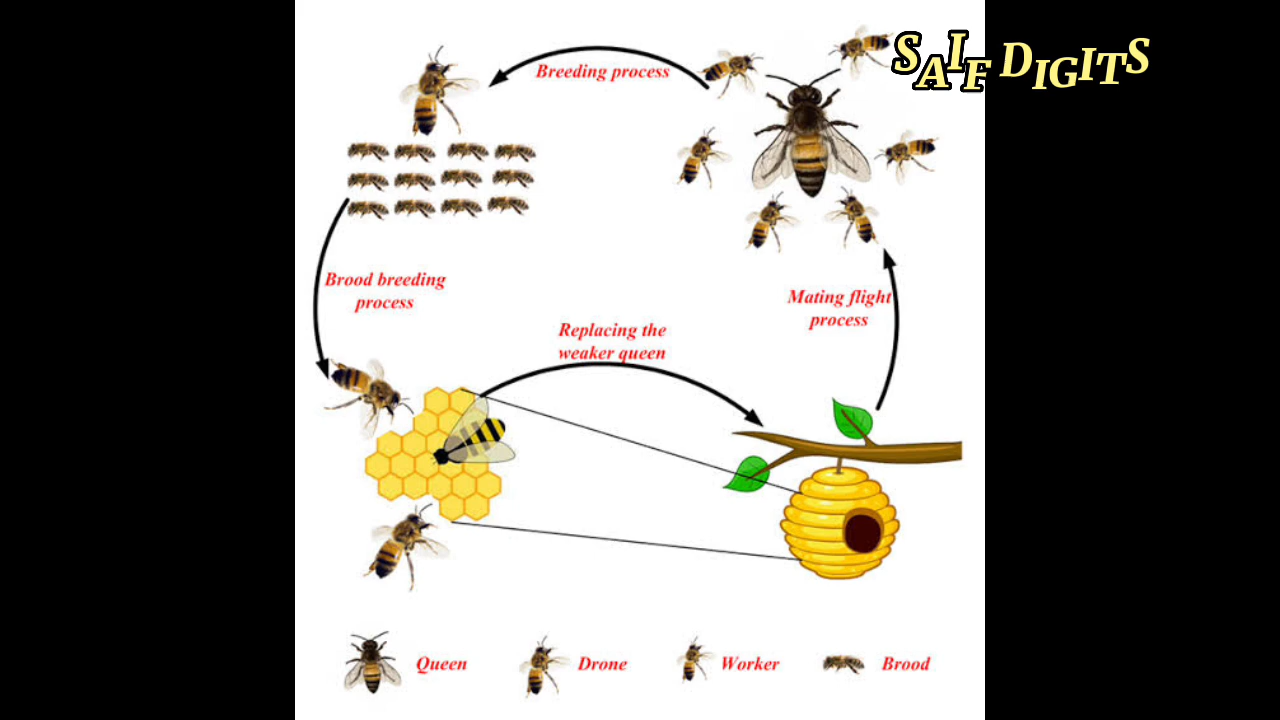 SAIF DIGITS
Breeding process
Brood breeding
process
Mating flight
process
Replacing the
weaker queen
Queen
Drone
Worker
Brood